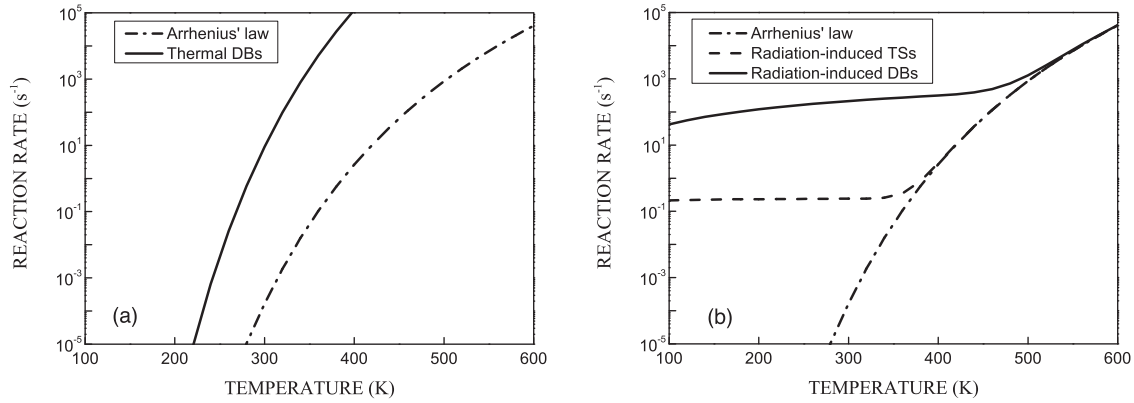 Arrhenius' law
Thermal DBs
10^5
10^3
10^1
10^-1
10^-3
10^-5
REACTION RATE (s^-1)
(a)
100 200 300 400 500 600
TEMPERATURE (K)
Arrhenius' law
Radiation-induced TSs
Radiation-induced DBs
10^5
10^3
10^1
10^-1
10^-3
10^-5
REACTION RATE (s^-1)
(b)
100 200 300 400 500 600
TEMPERATURE (K)